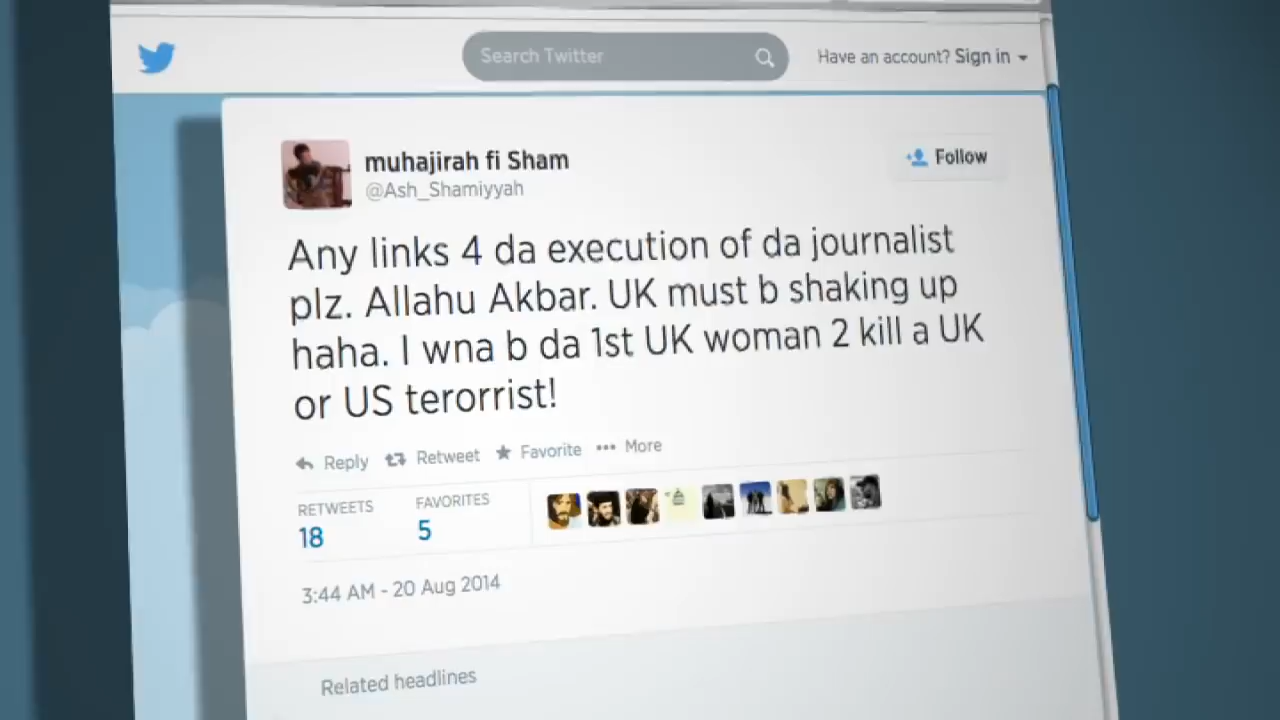 Search Twitter
Have an account? Sign in
muhajirah fi Sham
@Ash_Shamiyyah
Follow
Any links 4 da execution of da journalist
plz. Allahu Akbar. UK must b shaking up
haha. I wna b da 1st UK woman 2 kill a UK
or US terorrist!
Reply Retweet Favorite More
RETWEETS FAVORITES
18 5
3:44 AM - 20 Aug 2014
Related headlines